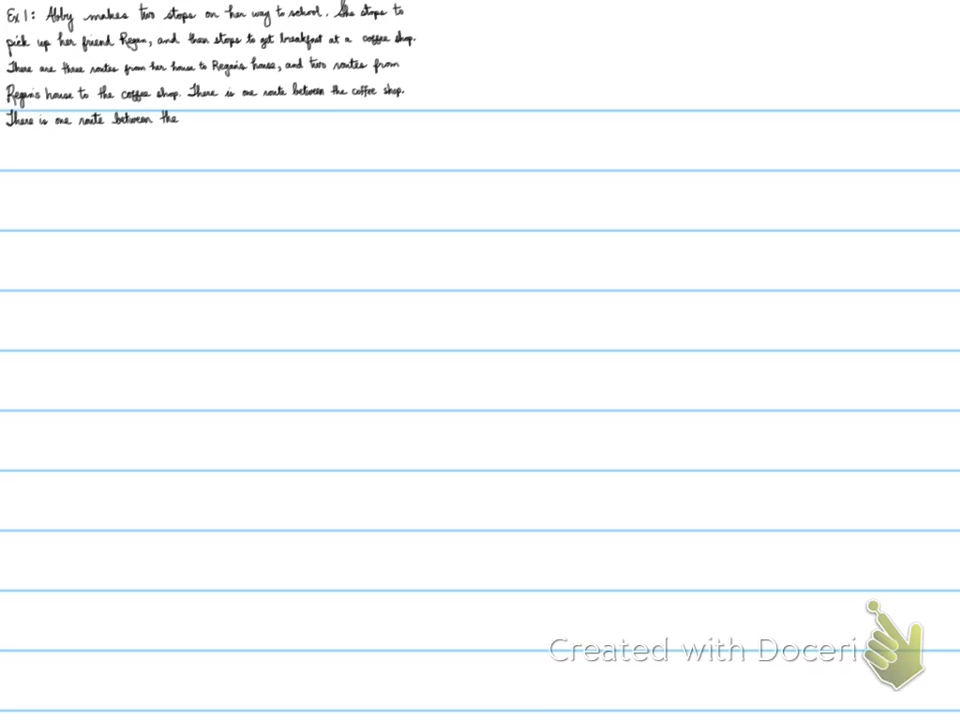 Ex 1: Abby makes two stops on her way to school. She stops to
pick up her friend Regan, and then stops to get breakfast at a coffee shop.
There are three routes from her house to Regan's house, and two routes from
Regan's house to the coffee shop. There is one route between the coffee shop.
There is one route between the
Created with Doceri